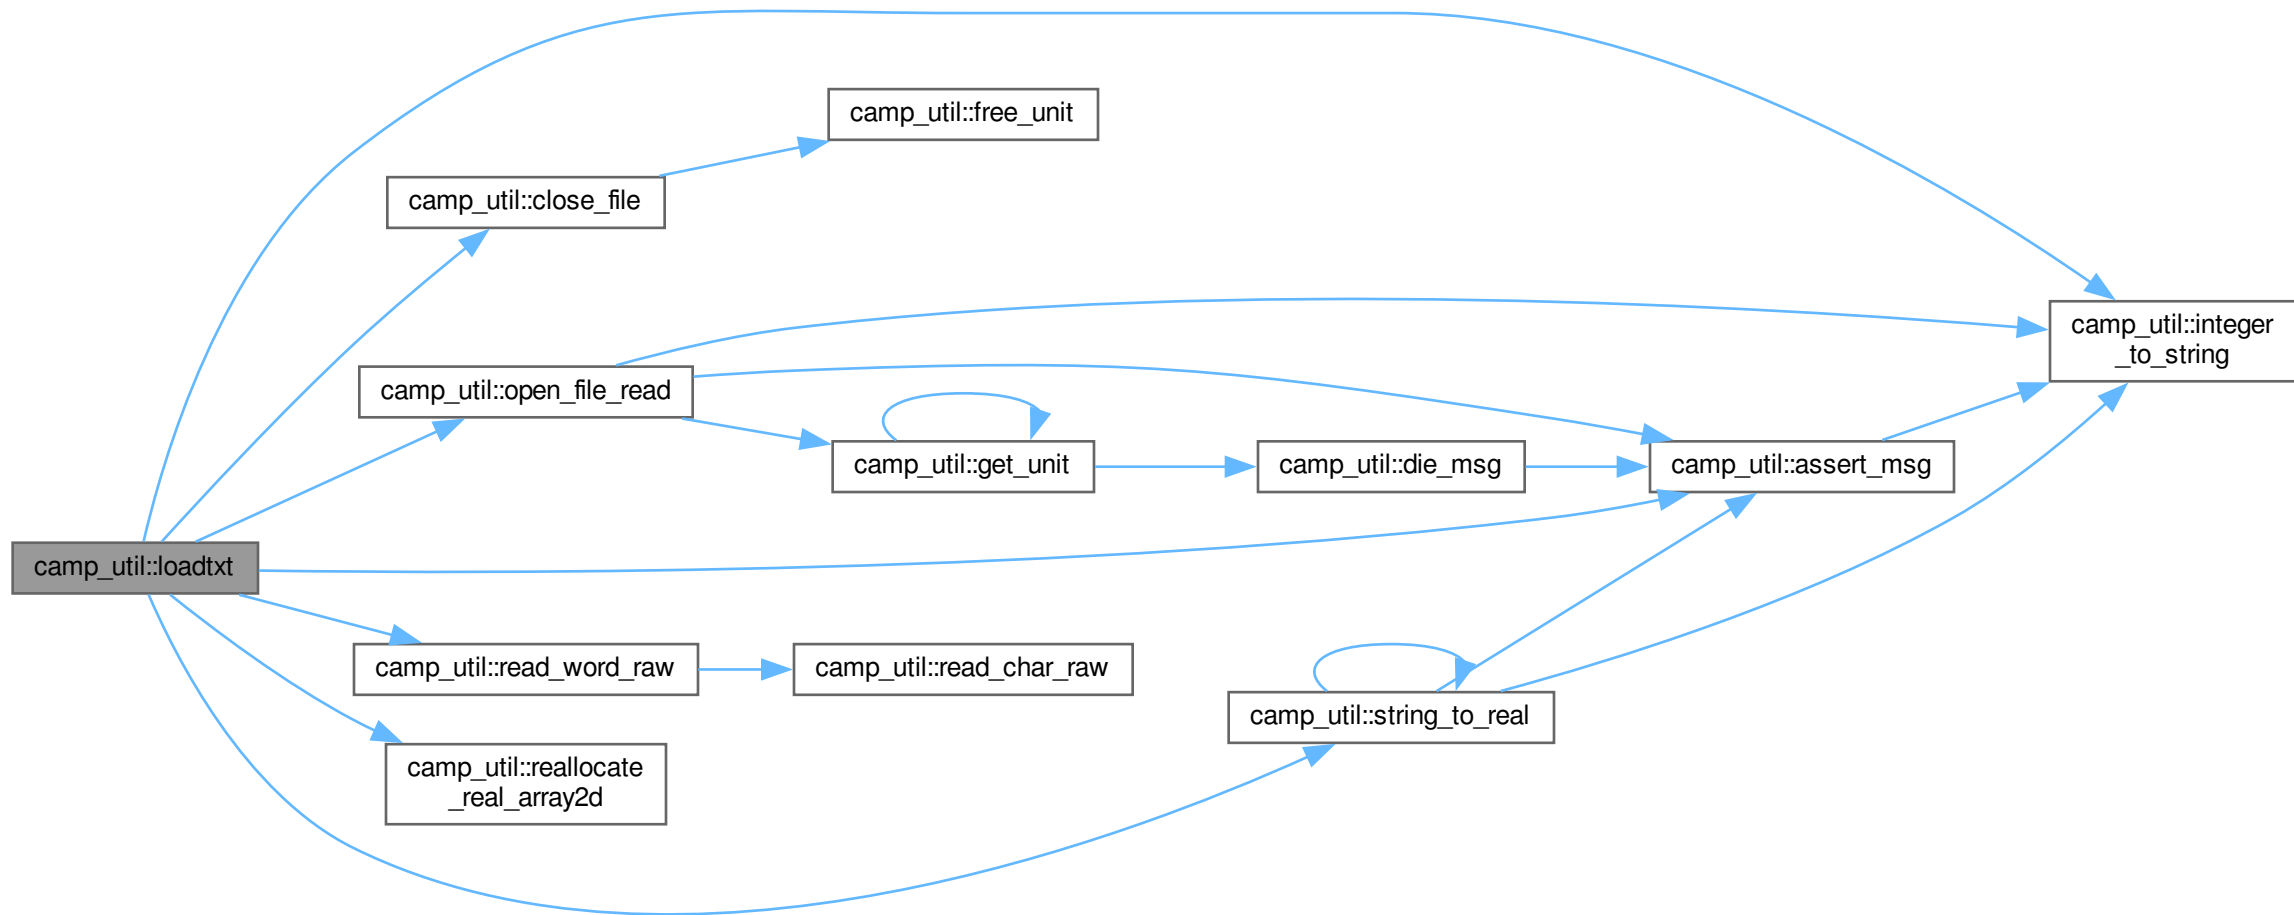 camp_util::free_unit
camp_util::close_file
camp_util::integer
_to_string
camp_util::open_file_read
camp_util::get_unit
camp_util::die_msg
camp_util::assert_msg
camp_util::loadtxt
camp_util::read_word_raw
camp_util::read_char_raw
camp_util::string_to_real
camp_util::reallocate
_real_array2d